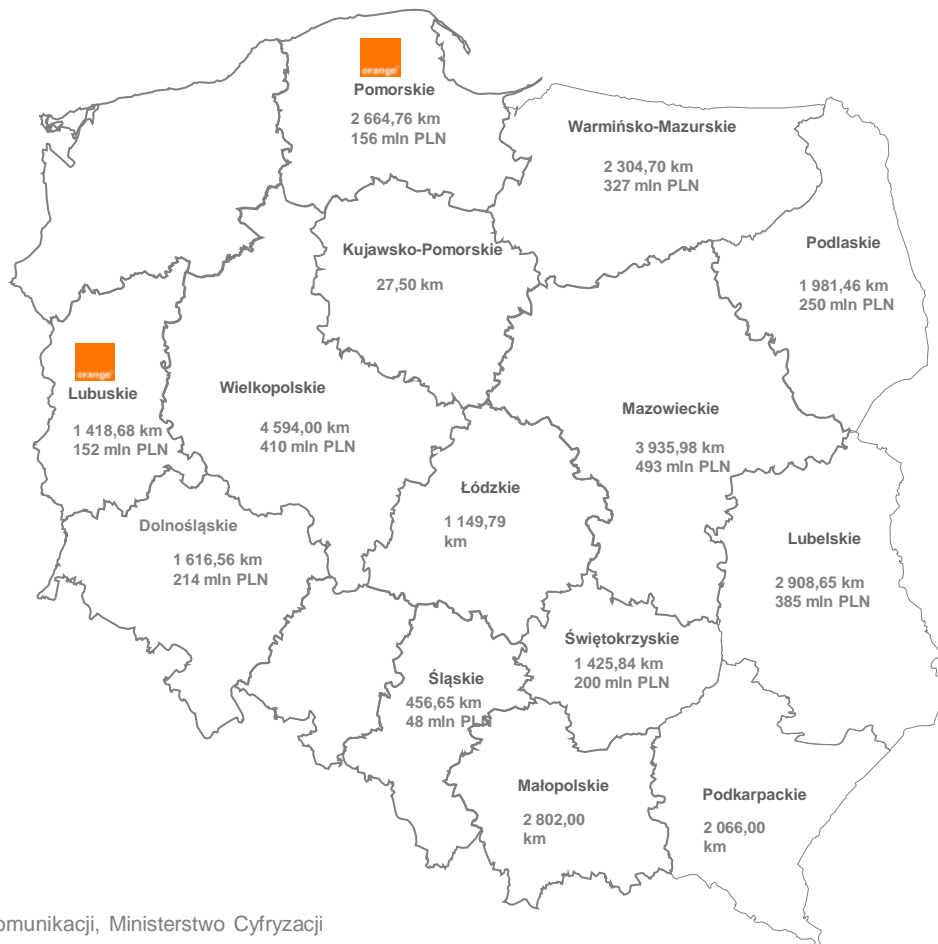 orange
Pomorskie
2 664,76 km
156 mln PLN
Warmińsko-Mazurskie
2 304,70 km
327 mln PLN
Podlaskie
1 981,46 km
250 mln PLN
Kujawsko-Pomorskie
27,50 km
orange
Lubuskie
1 418,68 km
152 mln PLN
Wielkopolskie
4 594,00 km
410 mln PLN
Mazowieckie
3 935,98 km
493 mln PLN
Łódzkie
1 149,79
km
Dolnośląskie
1 616,56 km
214 mln PLN
Lubelskie
2 908,65 km
385 mln PLN
Świętokrzyskie
1 425,84 km
200 mln PLN
Śląskie
456,65 km
48 mln PLN
Małopolskie
2 802,00
km
Podkarpackie
2 066,00
km
omunikacji, Ministerstwo Cyfryzacji